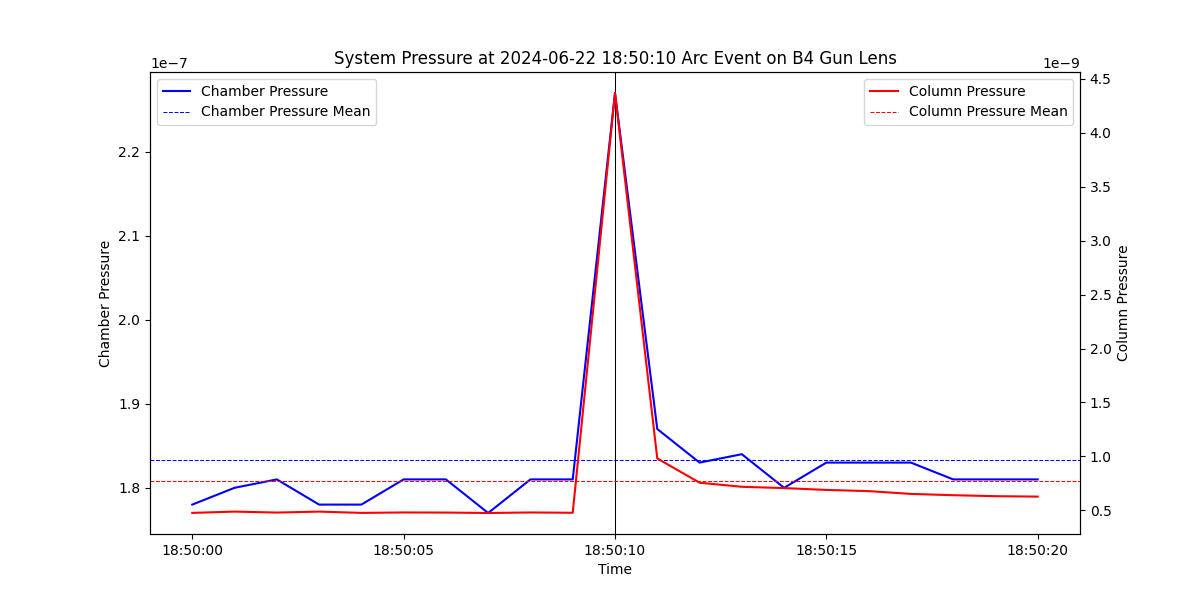 System Pressure at 2024-06-22 18:50:10 Arc Event on B4 Gun Lens
1e−7
1e−9
Chamber Pressure
Chamber Pressure Mean
Column Pressure
Column Pressure Mean
2.2
2.1
2.0
1.9
1.8
Chamber Pressure
4.5
4.0
3.5
3.0
2.5
2.0
1.5
1.0
0.5
Column Pressure
18:50:00
18:50:05
18:50:10
18:50:15
18:50:20
Time